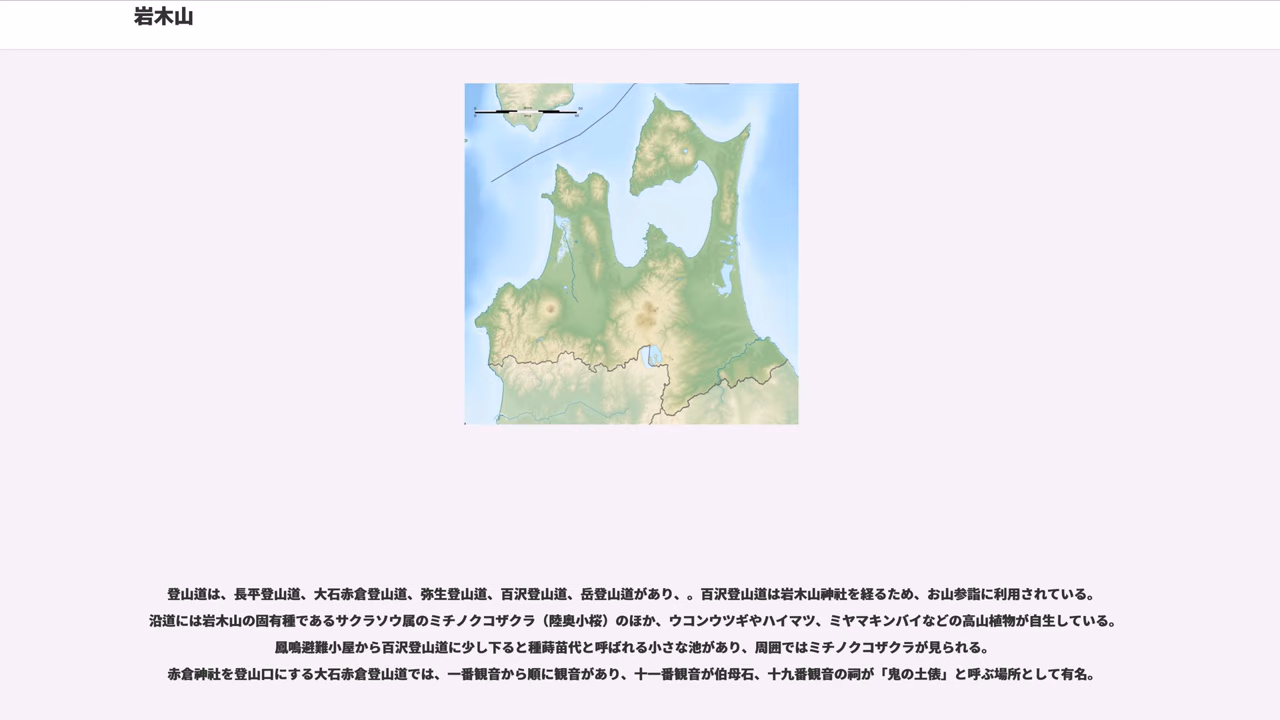 岩木山
登山道は、長平登山道、大石赤倉登山道、弥生登山道、百沢登山道、岳登山道があり、。百沢登山道は岩木山神社を経るため、お山参詣に利用されている。
沿道には岩木山の固有種であるサクラソウ属のミチノクコザクラ（陸奥小桜）のほか、ウコンウツギやハイマツ、ミヤマキンバイなどの高山植物が自生している。
鳳鳴避難小屋から百沢登山道に少し下ると種蒔苗代と呼ばれる小さな池があり、周囲ではミチノクコザクラが見られる。
赤倉神社を登山口にする大石赤倉登山道では、一番観音から順に観音があり、十一番観音が伯母石、十九番観音の祠が「鬼の土俵」と呼ぶ場所として有名。